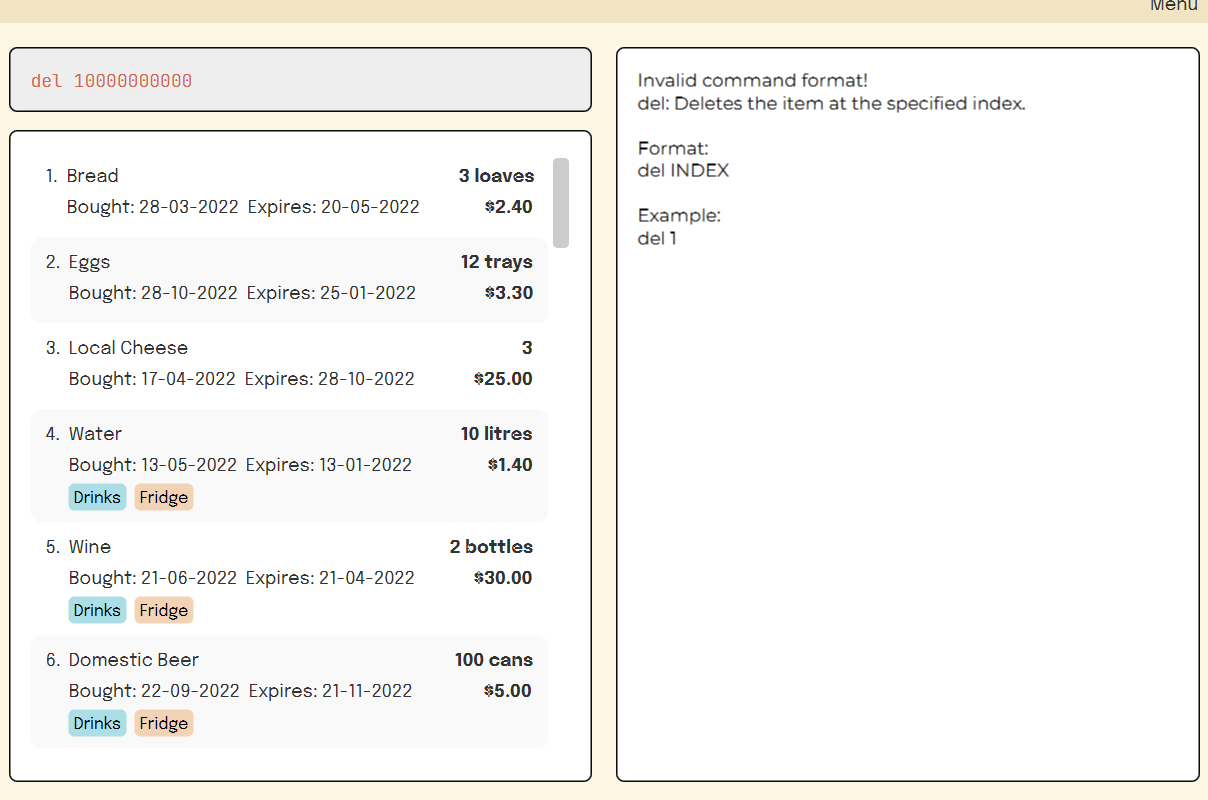 Menu
del 10000000000
1. Bread 3 loaves
Bought: 28-03-2022 Expires: 20-05-2022 $2.40
2. Eggs 12 trays
Bought: 28-10-2022 Expires: 25-01-2022 $3.30
3. Local Cheese 3
Bought: 17-04-2022 Expires: 28-10-2022 $25.00
4. Water 10 litres
Bought: 13-05-2022 Expires: 13-01-2022 $1.40
Drinks Fridge
5. Wine 2 bottles
Bought: 21-06-2022 Expires: 21-04-2022 $30.00
Drinks Fridge
6. Domestic Beer 100 cans
Bought: 22-09-2022 Expires: 21-11-2022 $5.00
Drinks Fridge
Invalid command format!
del: Deletes the item at the specified index.
Format:
del INDEX
Example:
del 1